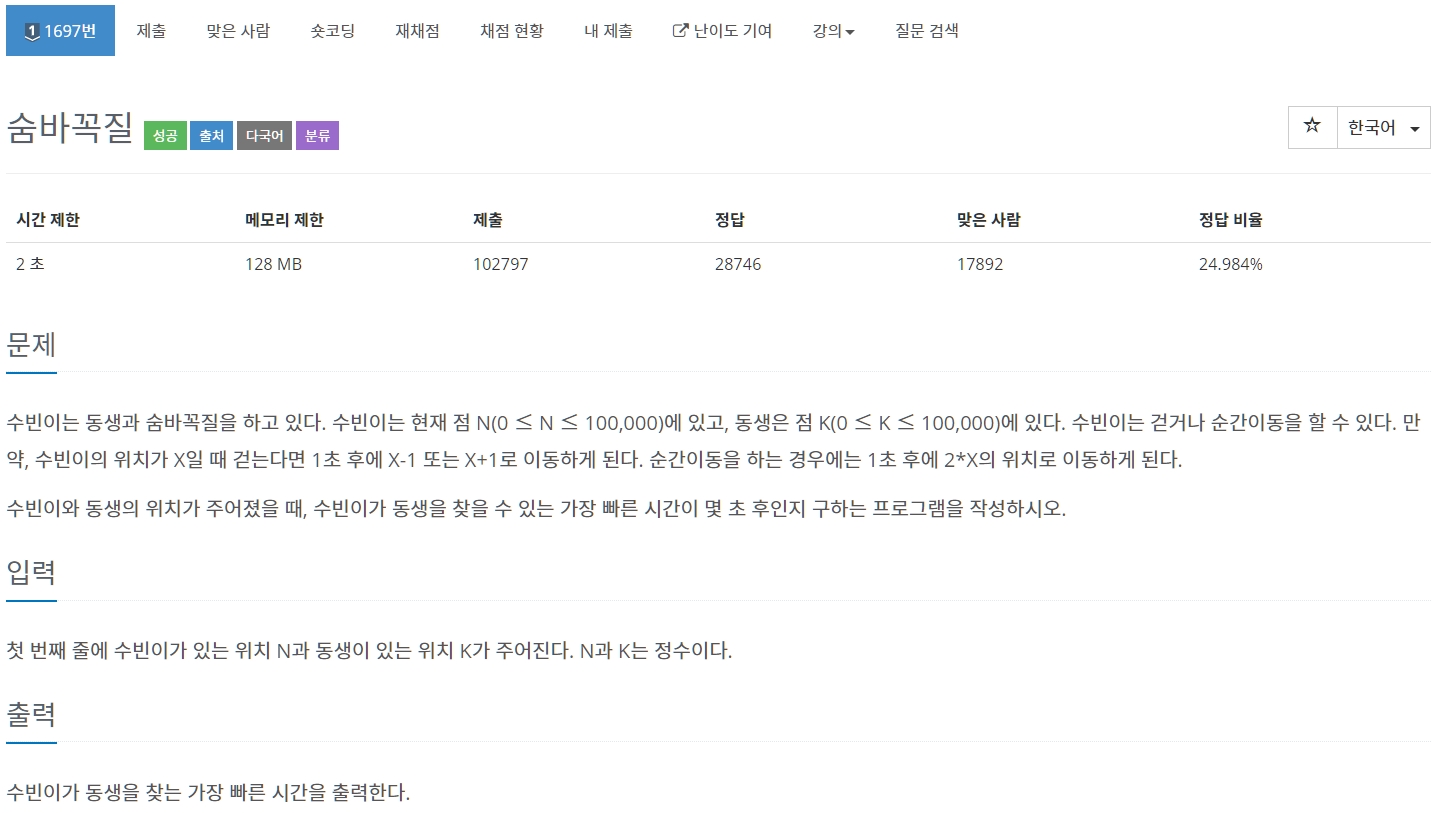 1 1697번 제출 맞은 사람 숏코딩 재채점 채점 현황 내 제출 난이도 기여 강의 질문 검색
숨바꼭질 성공 출처 다국어 분류 한국어
시간 제한 메모리 제한 제출 정답 맞은 사람 정답 비율
2 초 128 MB 102797 28746 17892 24.984%
문제
수빈이는 동생과 숨바꼭질을 하고 있다. 수빈이는 현재 점 N(0 ≤ N ≤ 100,000)에 있고, 동생은 점 K(0 ≤ K ≤ 100,000)에 있다. 수빈이는 걷거나 순간이동을 할 수 있다. 만
약, 수빈이의 위치가 X일 때 걷는다면 1초 후에 X-1 또는 X+1로 이동하게 된다. 순간이동을 하는 경우에는 1초 후에 2*X의 위치로 이동하게 된다.
수빈이와 동생의 위치가 주어졌을 때, 수빈이가 동생을 찾을 수 있는 가장 빠른 시간이 몇 초 후인지 구하는 프로그램을 작성하시오.
입력
첫 번째 줄에 수빈이가 있는 위치 N과 동생이 있는 위치 K가 주어진다. N과 K는 정수이다.
출력
수빈이가 동생을 찾는 가장 빠른 시간을 출력한다.